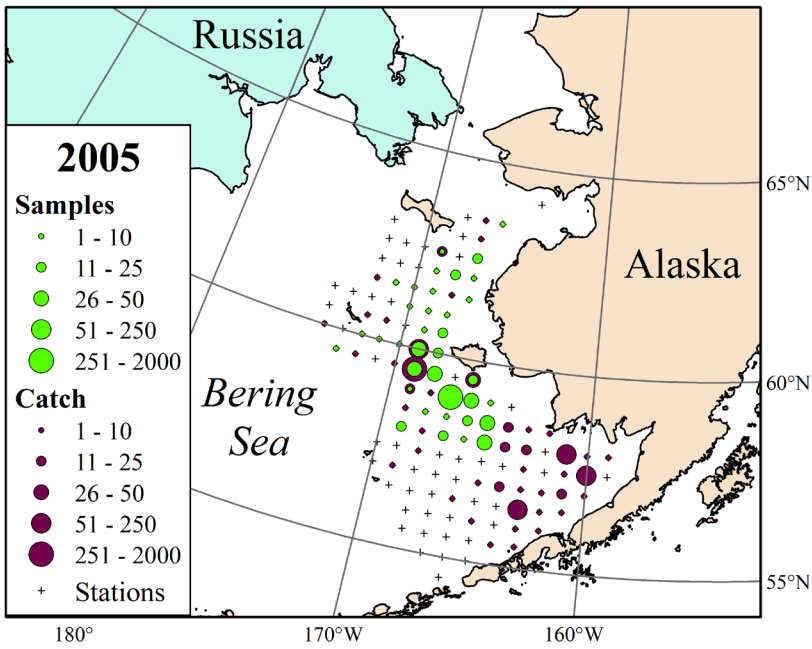 Russia
2005
Samples
1 - 10
11 - 25
26 - 50
51 - 250
251 - 2000
Catch
1 - 10
11 - 25
26 - 50
51 - 250
251 - 2000
Stations
Alaska
Bering
Sea
65°N
60°N
55°N
180°
170°W
160°W